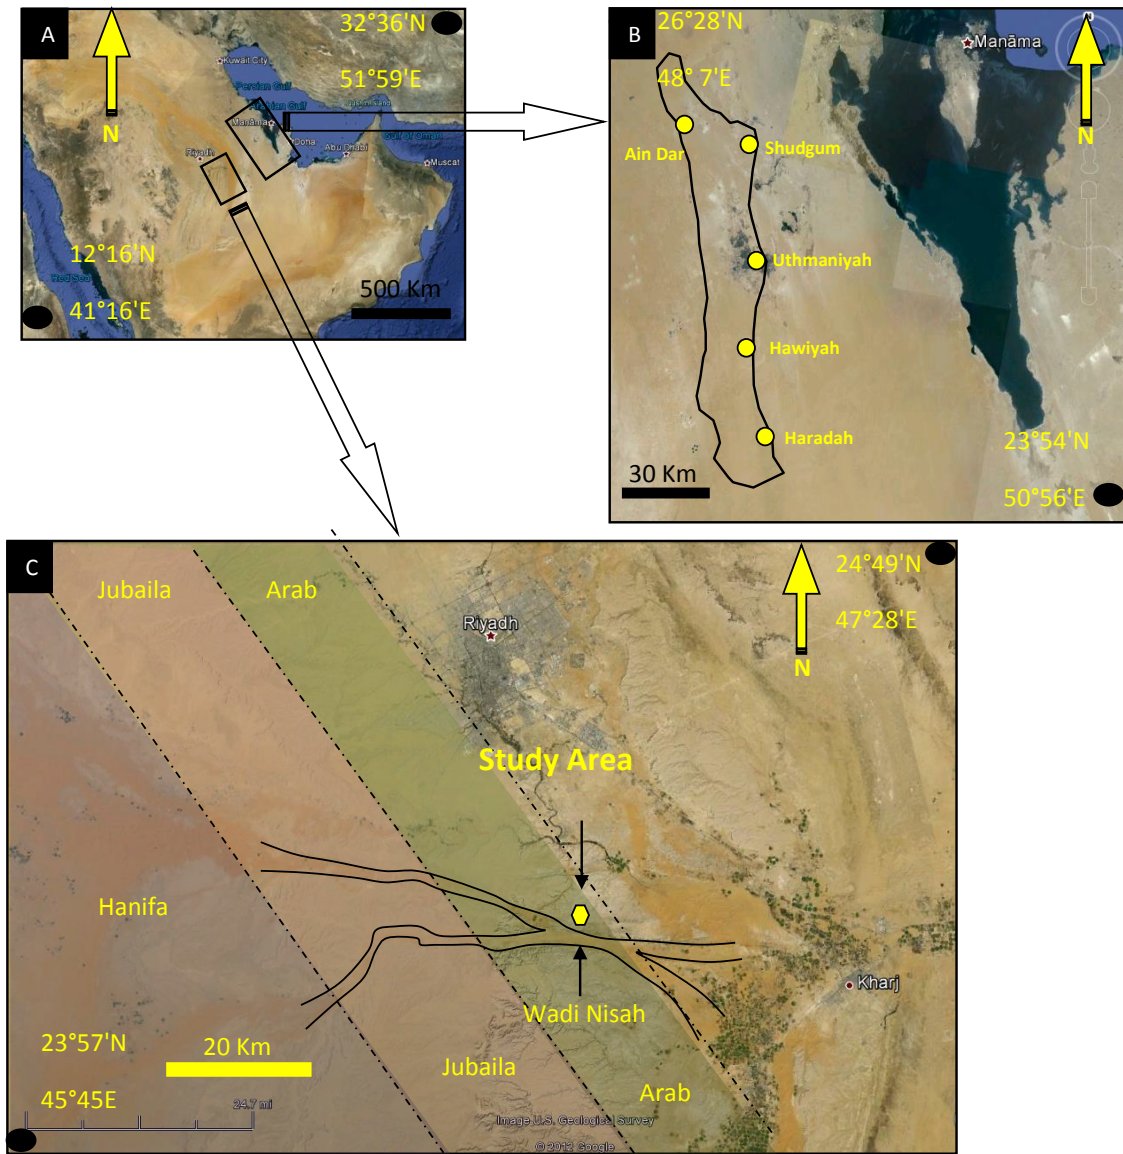 A
32°36'N
51°59'E
N
Kuwait City
Persian Gulf
Arabian Gulf
Manāma
Doha
Abu Dhabi
Gulf of Oman
Muscat
Riyadh
12°16'N
41°16'E
Red Sea
500 Km
B
26°28'N
48° 7'E
Manāma
N
Ain Dar
Shudgum
Uthmaniyah
Hawiyah
Haradah
30 Km
23°54'N
50°56'E
C
Jubaila
Arab
Riyadh
24°49'N
47°28'E
N
Study Area
Hanifa
Kharj
Wadi Nisah
23°57'N
45°45E
20 Km
Jubaila
Arab
24.7 mi
Image U.S. Geological Survey
© 2012 Google